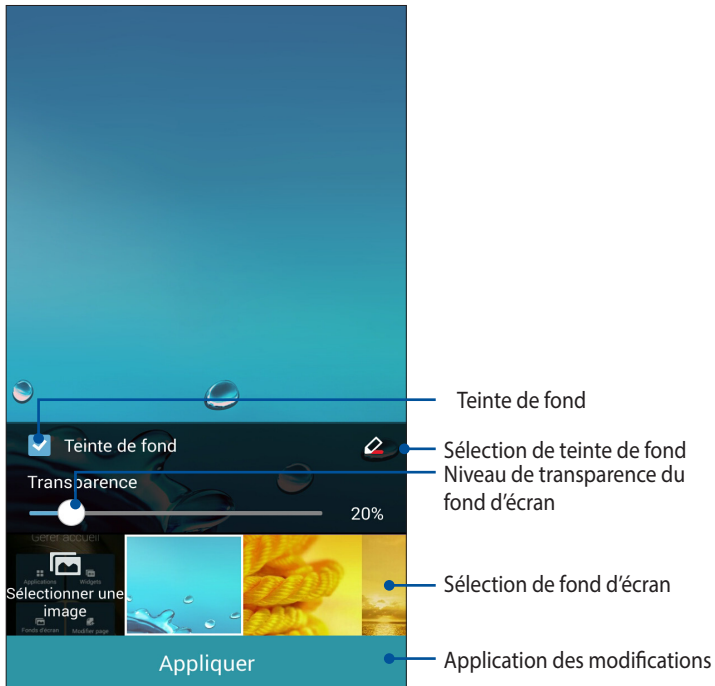 Teinte de fond
Teinte de fond
Sélection de teinte de fond
Transparence
Niveau de transparence du
fond d'écran
20%
Gérer accueil
Applications
Widgets
Sélectionner une
image
Fonds d'écran
Modifier page
Sélection de fond d'écran
Appliquer
Application des modifications